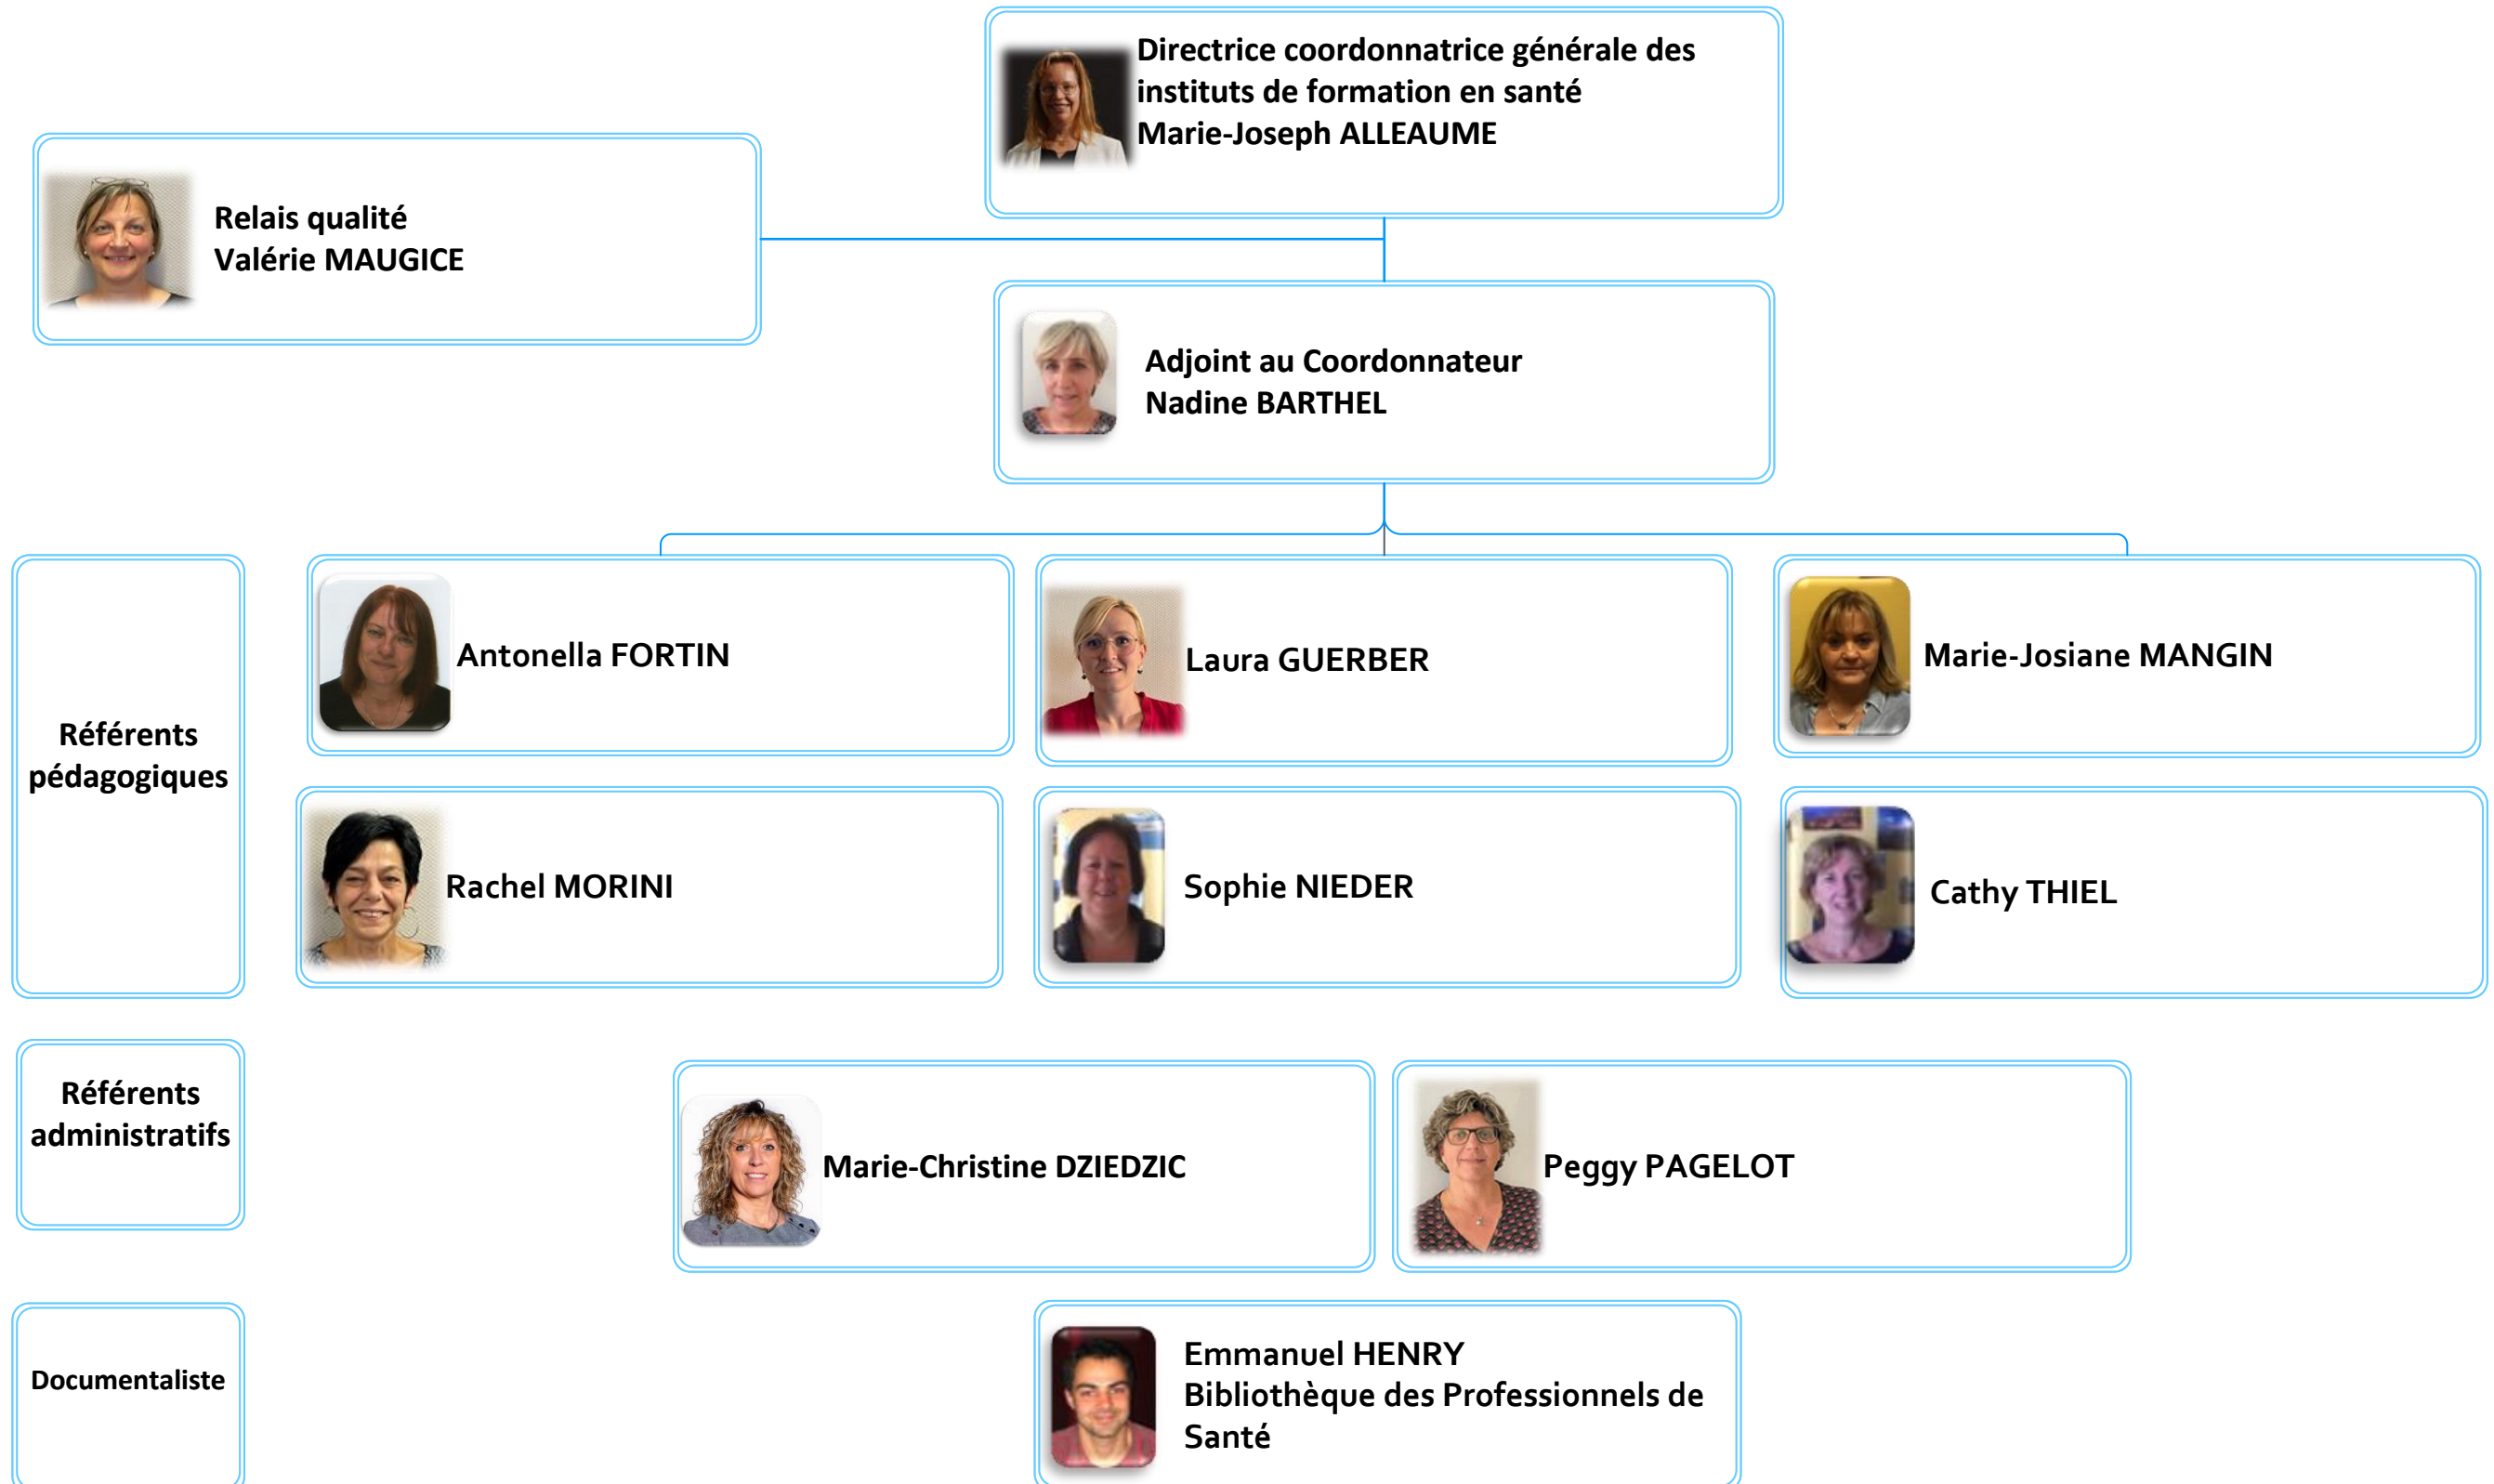 Directrice coordonnatrice générale des
instituts de formation en santé
Marie-Joseph ALLEAUME
Relais qualité
Valérie MAUGICE
Adjoint au Coordonnateur
Nadine BARTHEL
Référents
pédagogiques
Antonella FORTIN
Laura GUERBER
Marie-Josiane MANGIN
Rachel MORINI
Sophie NIEDER
Cathy THIEL
Référents
administratifs
Marie-Christine DZIEDZIC
Peggy PAGELOT
Documentaliste
Emmanuel HENRY
Bibliothèque des Professionnels de
Santé